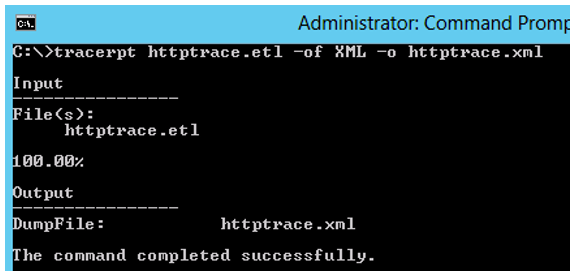 C:\.
Administrator: Command Promp
C:\>tracerpt httptrace.etl -of XML -o httptrace.xml
Input
----------------
File(s):
httptrace.etl
100.00%
Output
----------------
DumpFile: httptrace.xml
The command completed successfully.